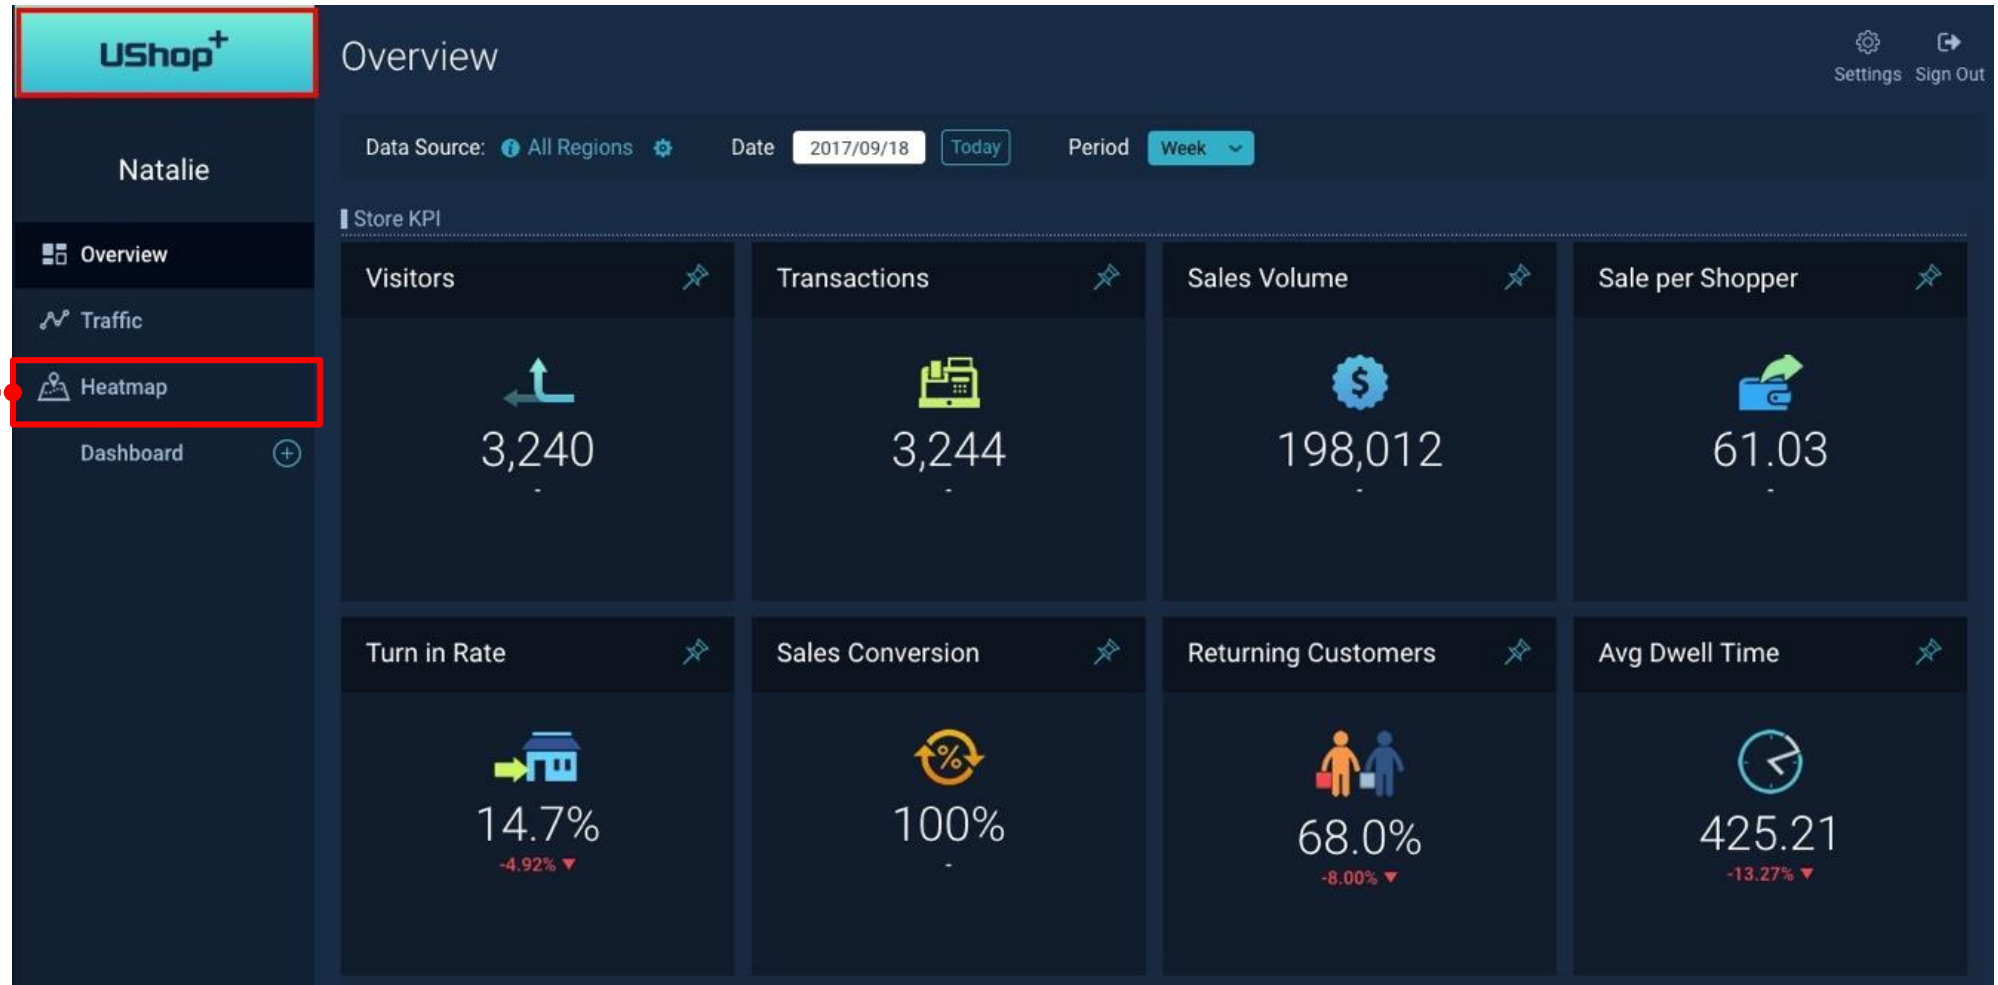 UShop+
Overview
Settings Sign Out
Natalie
Data Source: All Regions Date 2017/09/18 Today Period Week
Store KPI
Overview
Traffic
Heatmap
Dashboard
Visitors
3,240
-
Transactions
3,244
-
Sales Volume
$
198,012
-
Sale per Shopper
61.03
-
Turn in Rate
14.7%
-4.92% ▼
Sales Conversion
%
100%
-
Returning Customers
68.0%
-8.00% ▼
Avg Dwell Time
425.21
-13.27% ▼